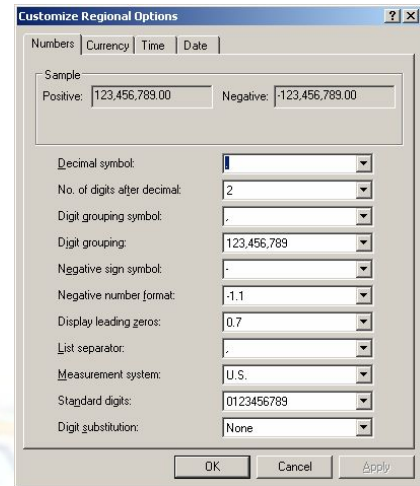 Customize Regional Options
Numbers Currency Time Date
Sample
Positive: 123,456,789.00 Negative: -123,456,789.00
Decimal symbol: .
No. of digits after decimal: 2
Digit grouping symbol: ,
Digit grouping: 123,456,789
Negative sign symbol: -
Negative number format: -1.1
Display leading zeros: 0.7
List separator: ,
Measurement system: U.S.
Standard digits: 0123456789
Digit substitution: None
OK Cancel Apply